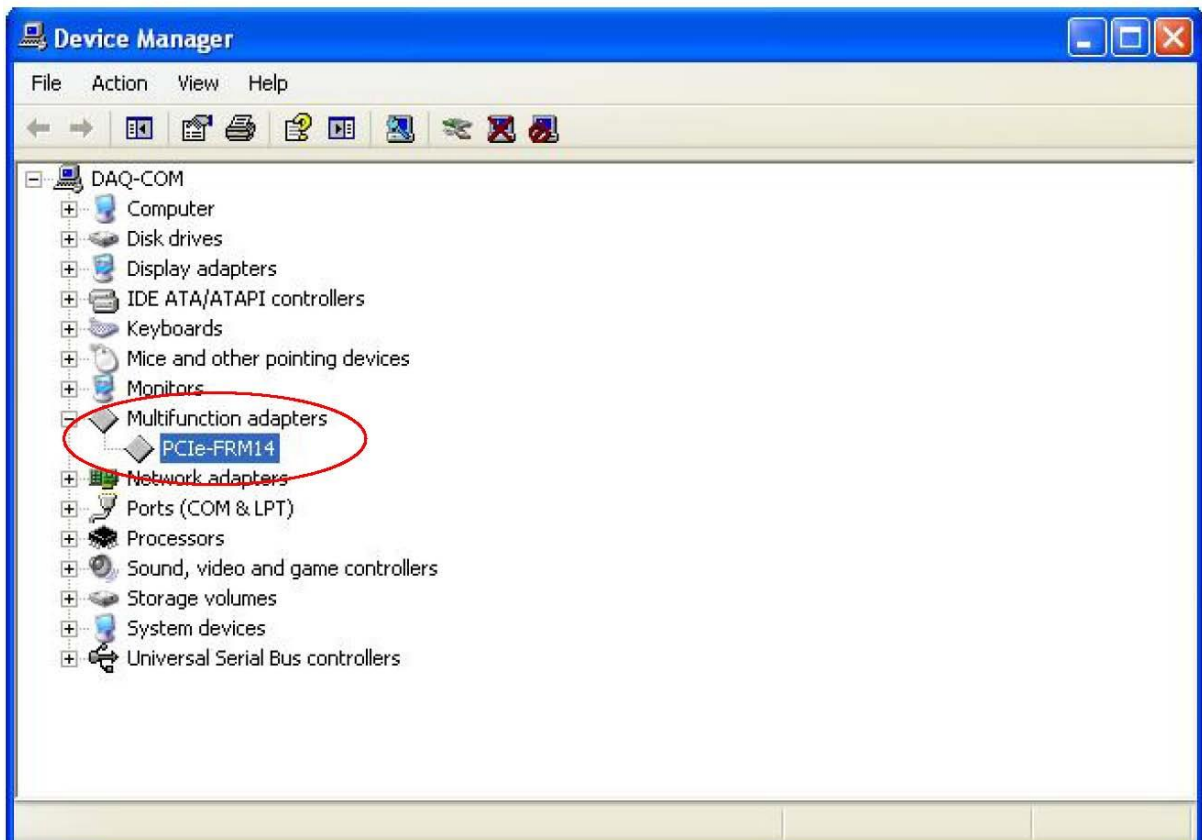 Device Manager
File Action View Help
DAQ-COM
Computer
Disk drives
Display adapters
IDE ATA/ATAPI controllers
Keyboards
Mice and other pointing devices
Monitors
Multifunction adapters
PCIe-FRM14
Network adapters
Ports (COM & LPT)
Processors
Sound, video and game controllers
Storage volumes
System devices
Universal Serial Bus controllers